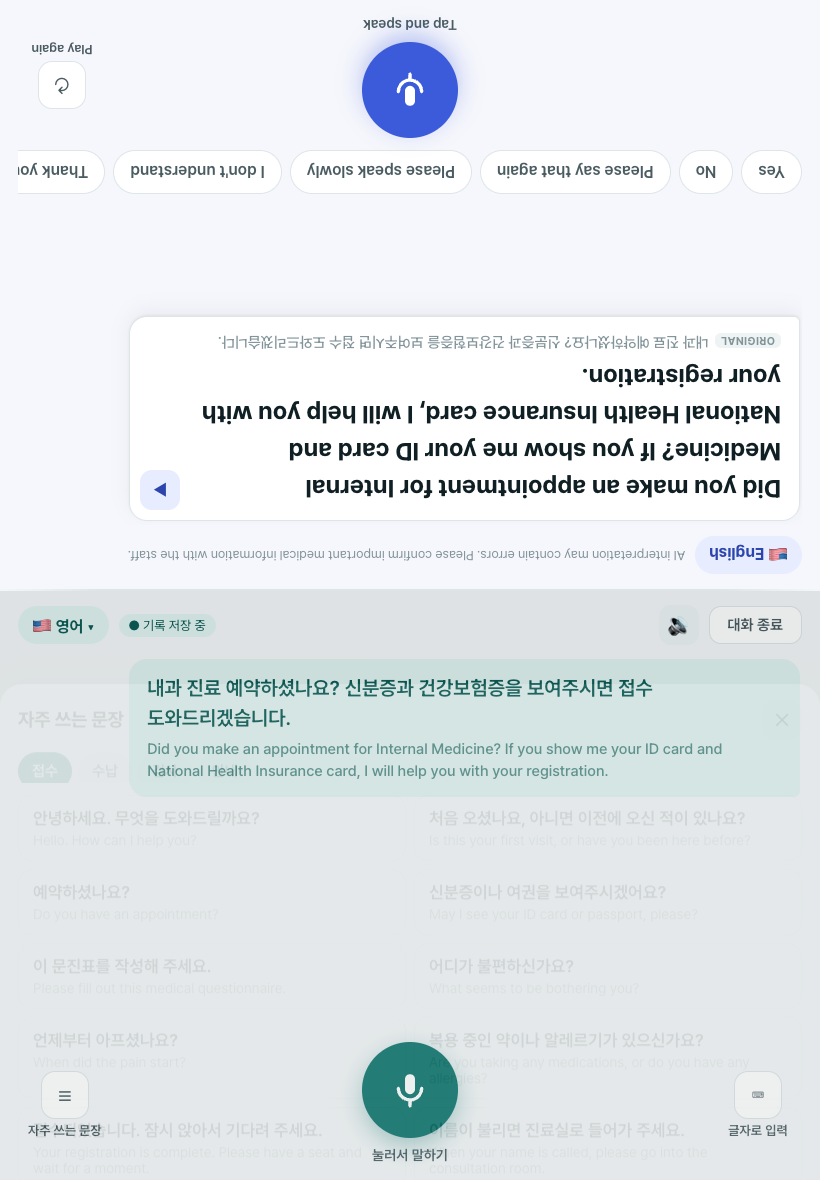 Tap and speak
Play again
Yes
No
Please say that again
Please speak slowly
I don't understand
Thank you
🇺🇸 English
AI interpretation may contain errors. Please confirm important medical information with the staff.
Did you make an appointment for Internal
Medicine? If you show me your ID card and
National Health Insurance card, I will help you with
your registration.
ORIGINAL 내과 진료 예약하셨나요? 신분증과 건강보험증을 보여주시면 접수 도와드리겠습니다.
🇺🇸 영어 ▾
● 기록 저장 중
대화 종료
내과 진료 예약하셨나요? 신분증과 건강보험증을 보여주시면 접수
도와드리겠습니다.
Did you make an appointment for Internal Medicine? If you show me your ID card and
National Health Insurance card, I will help you with your registration.
자주 쓰는 문장
접수
수납
안녕하세요. 무엇을 도와드릴까요?
Hello. How can I help you?
처음 오셨나요, 아니면 이전에 오신 적이 있나요?
Is this your first visit, or have you been here before?
예약하셨나요?
Do you have an appointment?
신분증이나 여권을 보여주시겠어요?
May I see your ID card or passport, please?
이 문진표를 작성해 주세요.
Please fill out this medical questionnaire.
어디가 불편하신가요?
What seems to be bothering you?
언제부터 아프셨나요?
When did the pain start?
복용 중인 약이나 알레르기가 있으신가요?
Are you taking any medications, or do you have any
allergies?
잠시 앉아서 기다려 주세요.
Your registration is complete. Please have a seat and
wait for a moment.
이름이 불리면 진료실로 들어가 주세요.
When your name is called, please go into the
consultation room.
자주 쓰는 문장
눌러서 말하기
글자로 입력